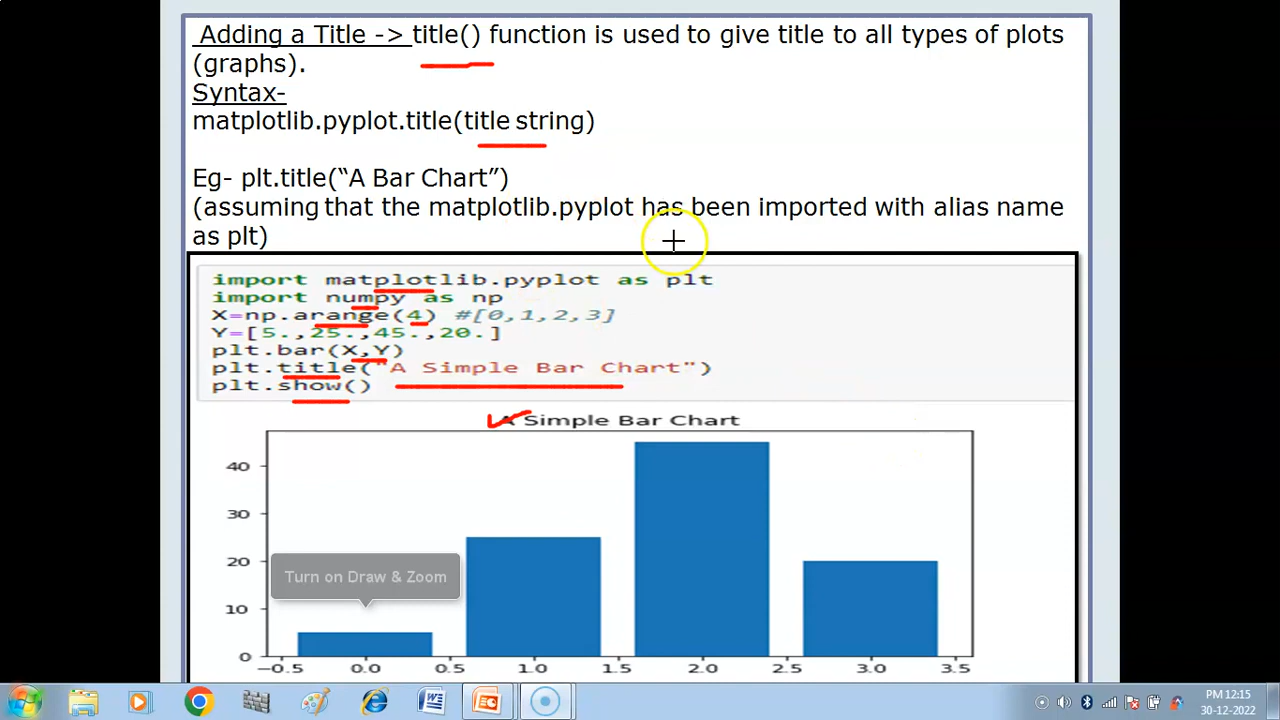 Adding a Title -> title() function is used to give title to all types of plots
(graphs).
Syntax-
matplotlib.pyplot.title(title string)
Eg- plt.title(“A Bar Chart”)
(assuming that the matplotlib.pyplot has been imported with alias name
as plt)
import matplotlib.pyplot as plt
import numpy as np
X=np.arange(4) #[0,1,2,3]
Y=[5.,25.,45.,20.]
plt.bar(X,Y)
plt.title("A Simple Bar Chart")
plt.show()
A Simple Bar Chart
40
30
20
10
0
Turn on Draw & Zoom
−0.5 0.0 0.5 1.0 1.5 2.0 2.5 3.0 3.5
PM 12:15
30-12-2022